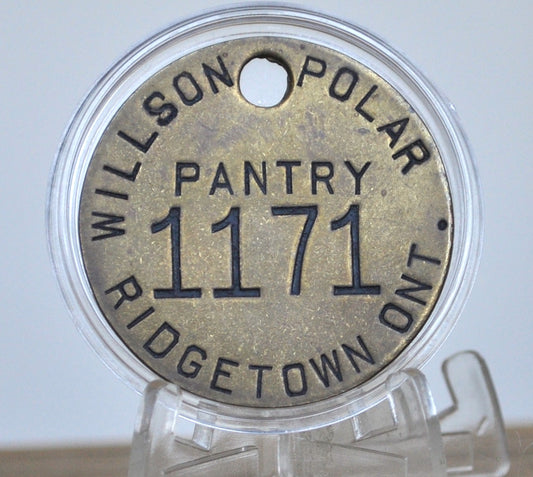 WILLSON POLAR
PANTRY
1171
RIDGETOWN ONT.